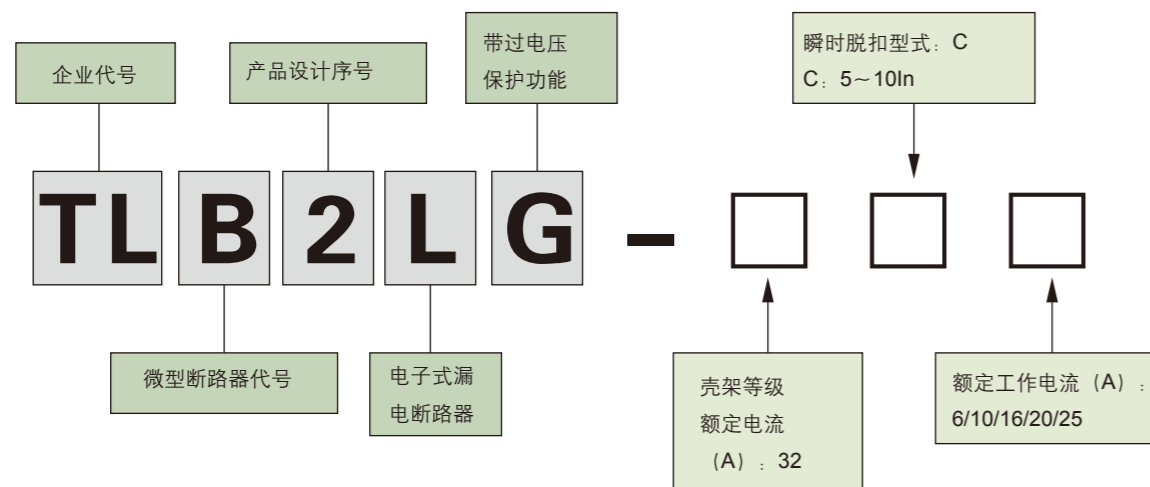 企业代号
产品设计序号
带过电压
保护功能
瞬时脱扣型式：C
C：5～10In
TLB2LG-□□□
微型断路器代号
电子式漏
电断路器
壳架等级
额定电流
（A）：32
额定工作电流（A）：
6/10/16/20/25